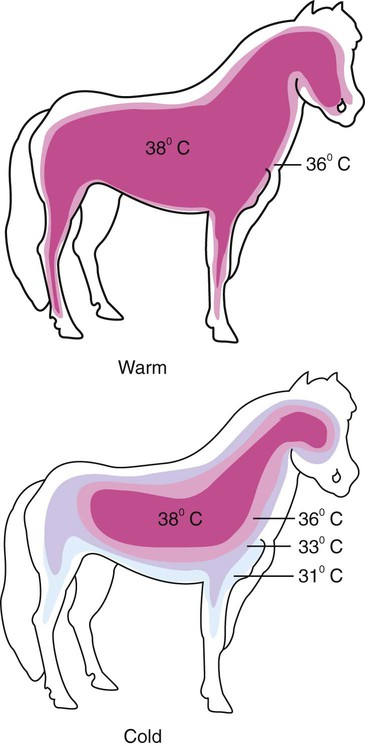 38⁰ C
36⁰ C
Warm
38⁰ C
36⁰ C
33⁰ C
31⁰ C
Cold